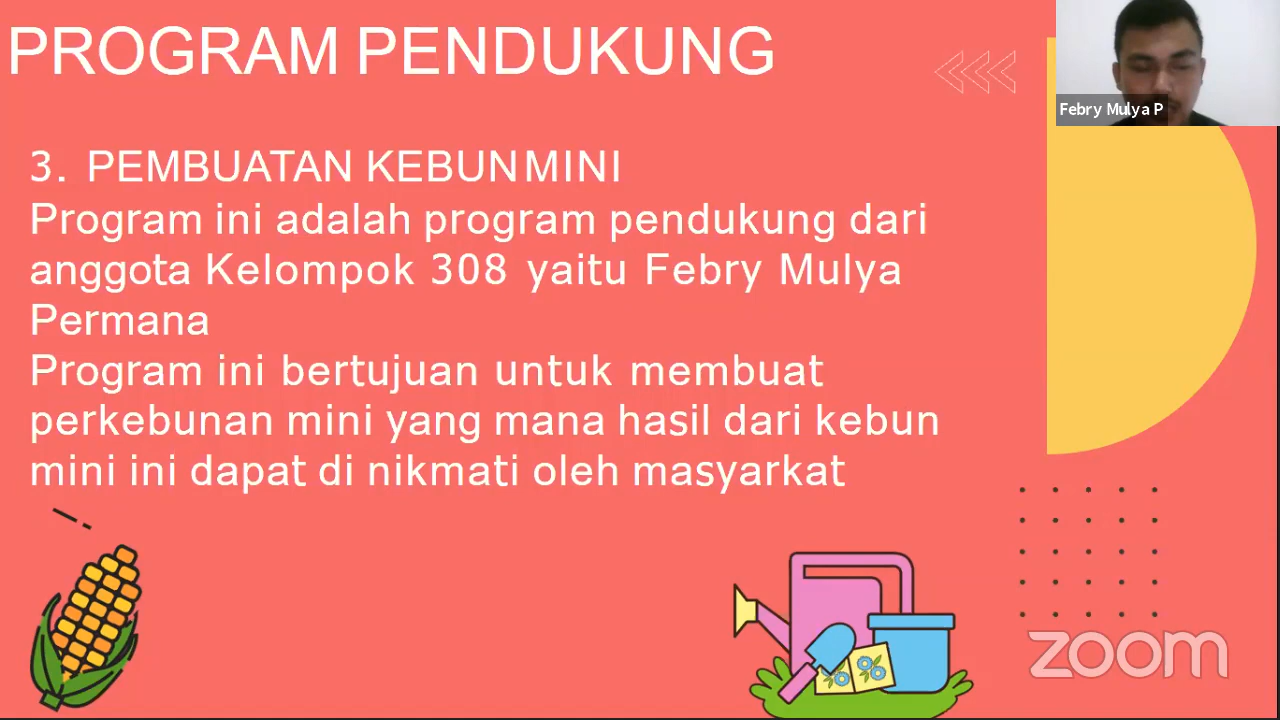 PROGRAM PENDUKUNG
Febry Mulya P
3. PEMBUATAN KEBUN MINI
Program ini adalah program pendukung dari
anggota Kelompok 308 yaitu Febry Mulya
Permana
Program ini bertujuan untuk membuat
perkebunan mini yang mana hasil dari kebun
mini ini dapat di nikmati oleh masyarkat
zoom